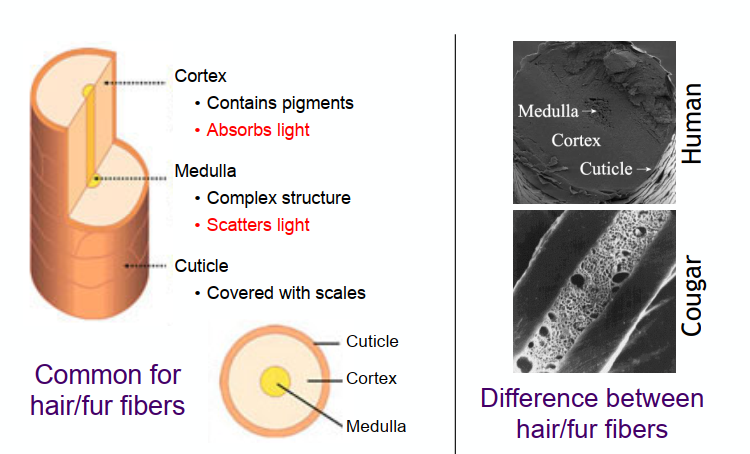 Cortex
• Contains pigments
• Absorbs light
Medulla
• Complex structure
• Scatters light
Cuticle
• Covered with scales
Cuticle
Cortex
Medulla
Common for
hair/fur fibers
Medulla
Cortex
Cuticle
Human
Cougar
Difference between
hair/fur fibers